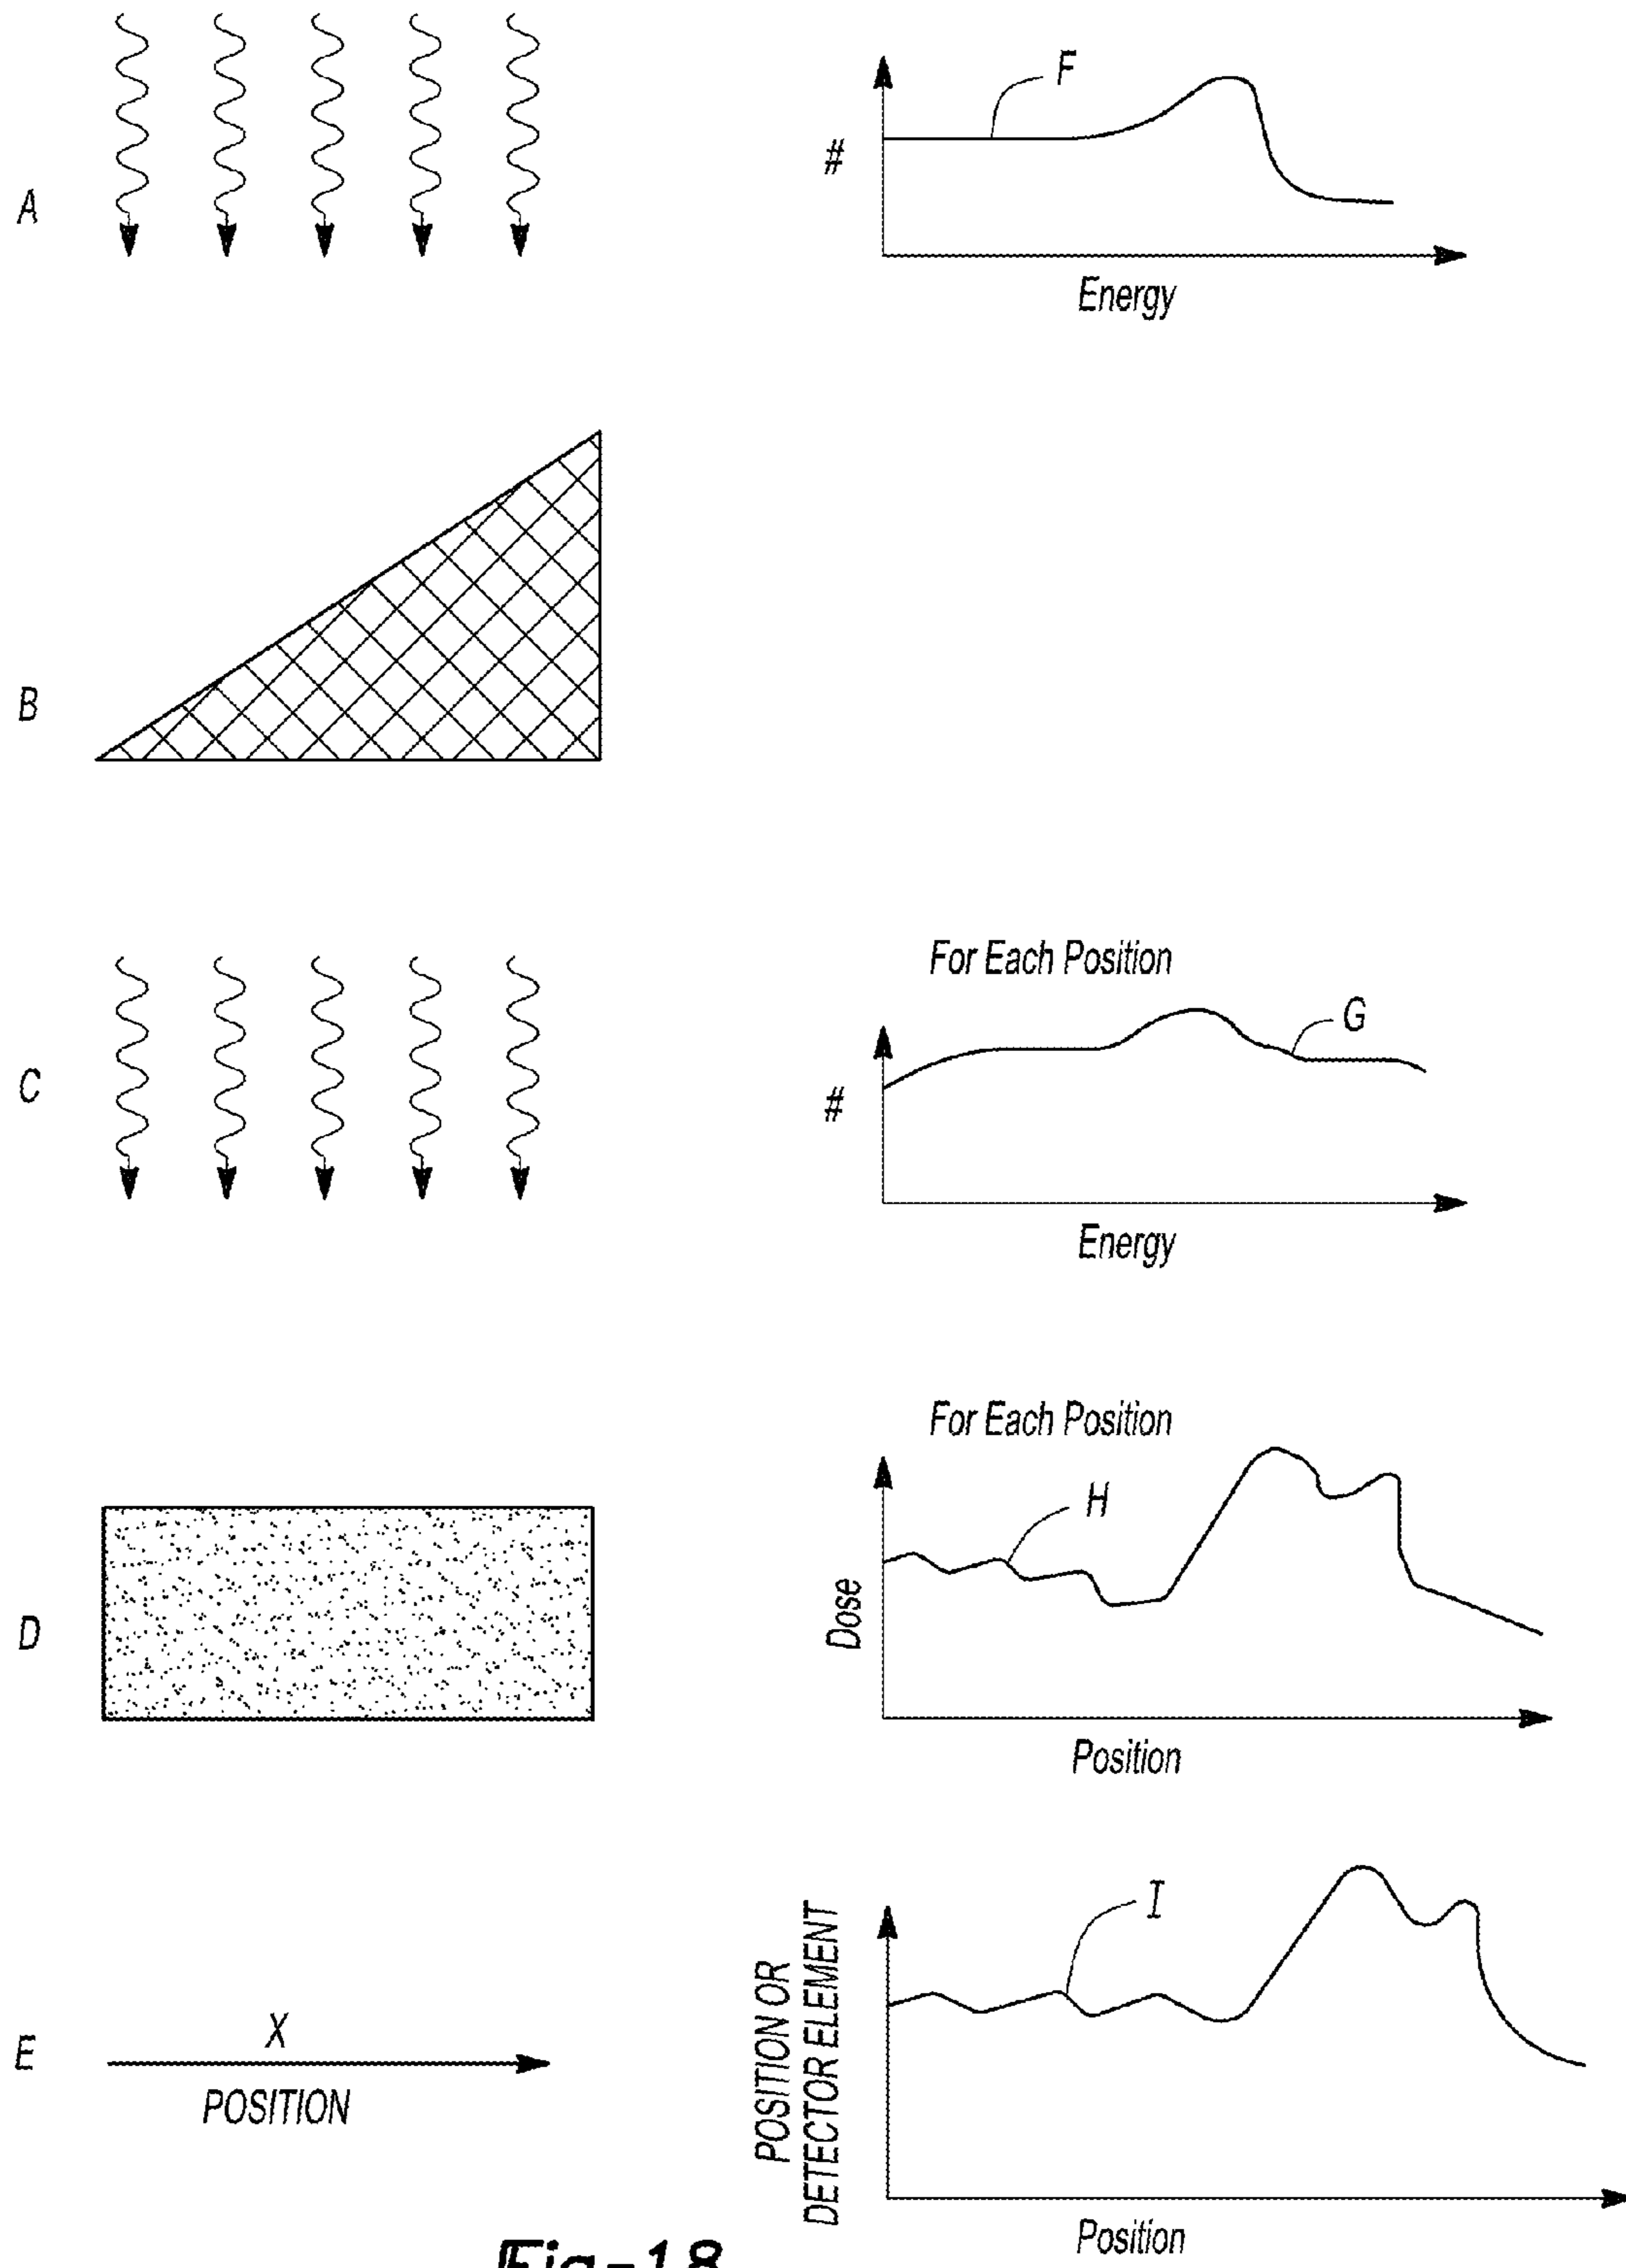 A
F
#
Energy
B
For Each Position
C
G
#
Energy
For Each Position
D
H
Dose
Position
E
X
POSITION
I
POSITION OR
DETECTOR ELEMENT
Position
Fig-18